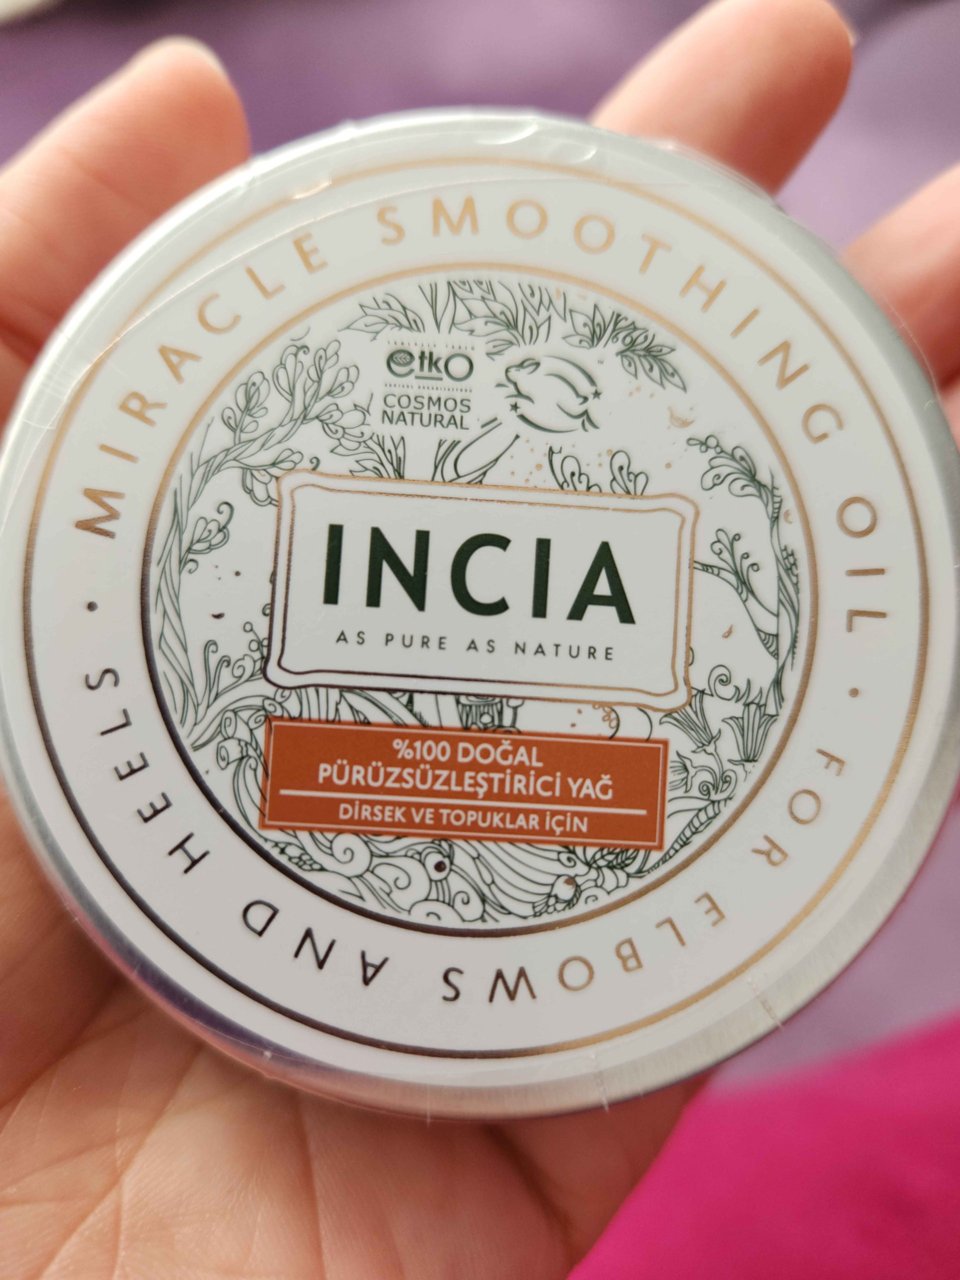 MIRACLE SMOOTHING OIL · FOR ELBOWS AND HEELS ·
etko
COSMOS
NATURAL
INCIA
AS PURE AS NATURE
%100 DOĞAL
PÜRÜZSÜZLEŞTİRİCİ YAĞ
DİRSEK VE TOPUKLAR İÇİN